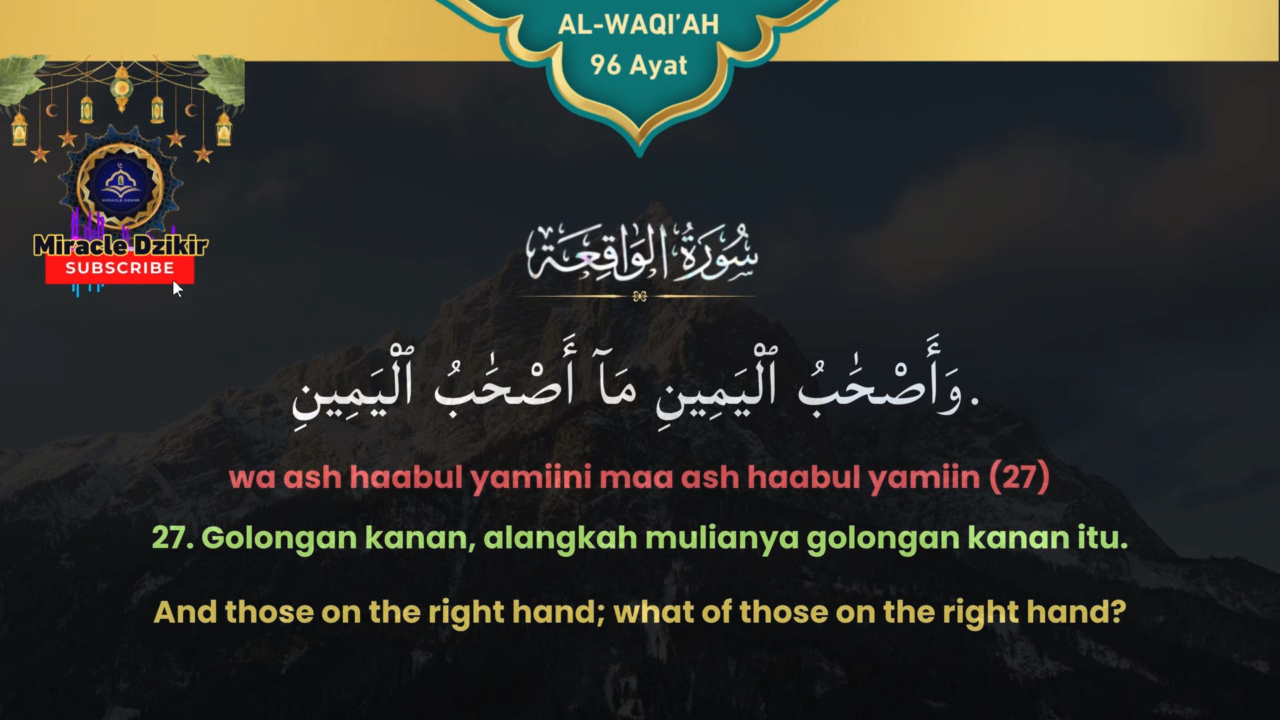 AL-WAQI’AH
96 Ayat
Miracle Dzikir
SUBSCRIBE
سُوْرَةُ الوَاقِعَة
وَأَصْحَٰبُ ٱلْيَمِينِ مَآ أَصْحَٰبُ ٱلْيَمِينِ.
wa ash haabul yamiini maa ash haabul yamiin (27)
27. Golongan kanan, alangkah mulianya golongan kanan itu.
And those on the right hand; what of those on the right hand?